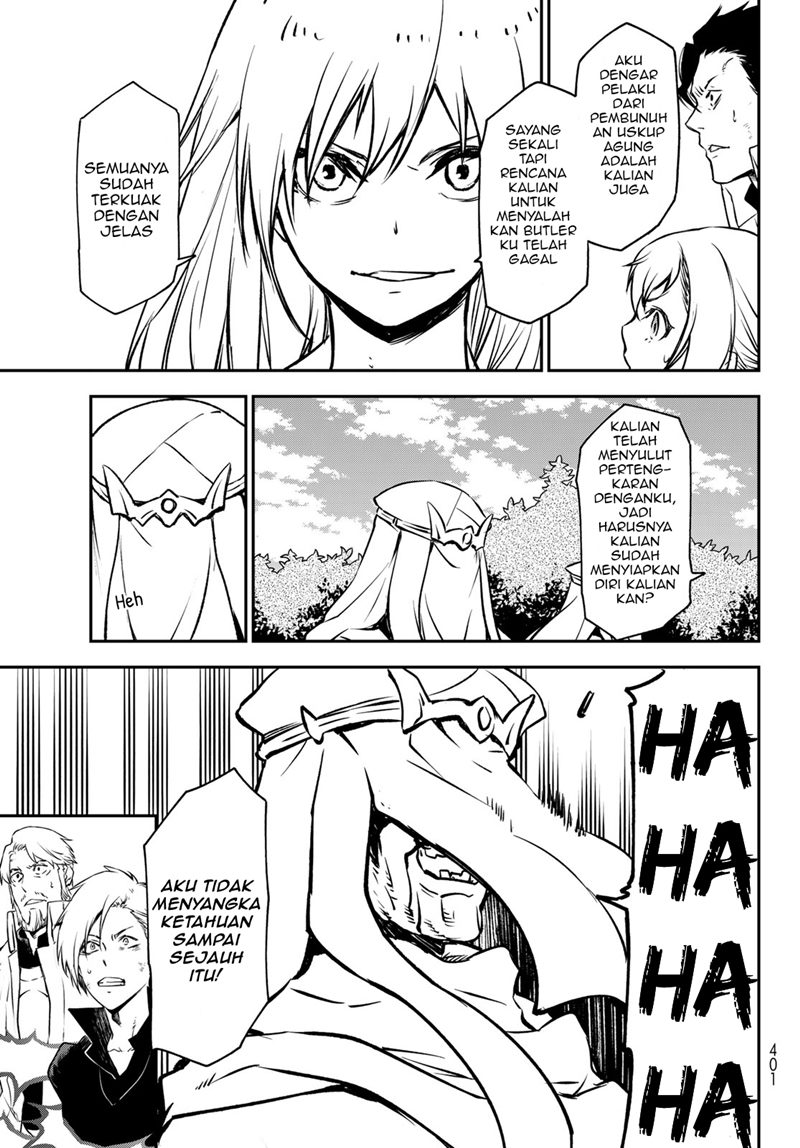 AKU
DENGAR
PELAKU
DARI
PEMBUNUH
AN USKUP
AGUNG
ADALAH
KALIAN
JUGA
SAYANG
SEKALI
TAPI
RENCANA
KALIAN
UNTUK
MENYALAH
KAN BUTLER
KU TELAH
GAGAL
SEMUANYA
SUDAH
TERKUAK
DENGAN
JELAS
KALIAN
TELAH
MENYULUT
PERTENG-
KARAN
DENGANKU,
JADI
HARUSNYA
KALIAN
SUDAH
MENYIAPKAN
DIRI KALIAN
KAN?
Heh
HA
HA
HA
HA
AKU TIDAK
MENYANGKA
KETAHUAN
SAMPAI
SEJAUH
ITU!
401